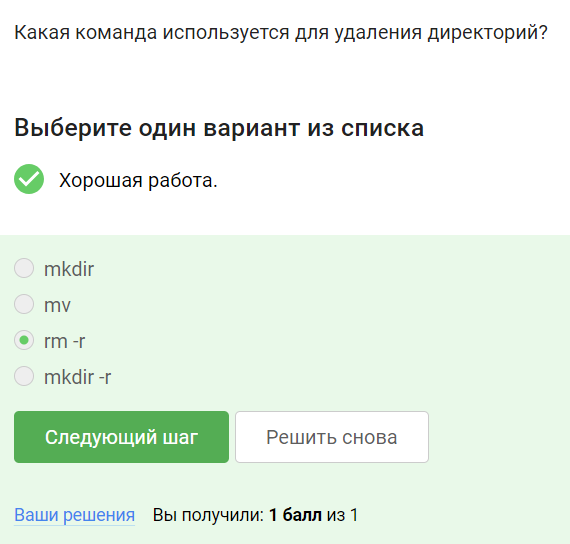 Какая команда используется для удаления директорий?
Выберите один вариант из списка
Хорошая работа.
mkdir
mv
rm -r
mkdir -r
Следующий шаг Решить снова
Ваши решения Вы получили: 1 балл из 1